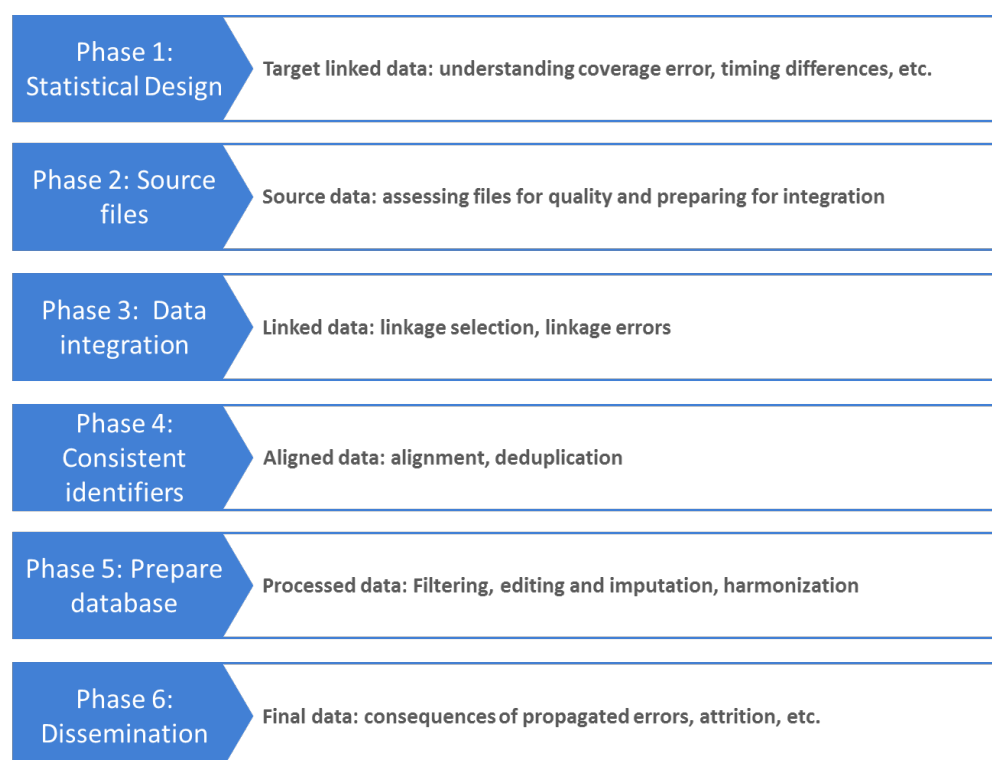 Phase 1:
Statistical Design
Target linked data: understanding coverage error, timing differences, etc.
Phase 2: Source
files
Source data: assessing files for quality and preparing for integration
Phase 3:  Data
integration
Linked data: linkage selection, linkage errors
Phase 4:
Consistent
identifiers
Aligned data: alignment, deduplication
Phase 5: Prepare
database
Processed data: Filtering, editing and imputation, harmonization
Phase 6:
Dissemination
Final data: consequences of propagated errors, attrition, etc.